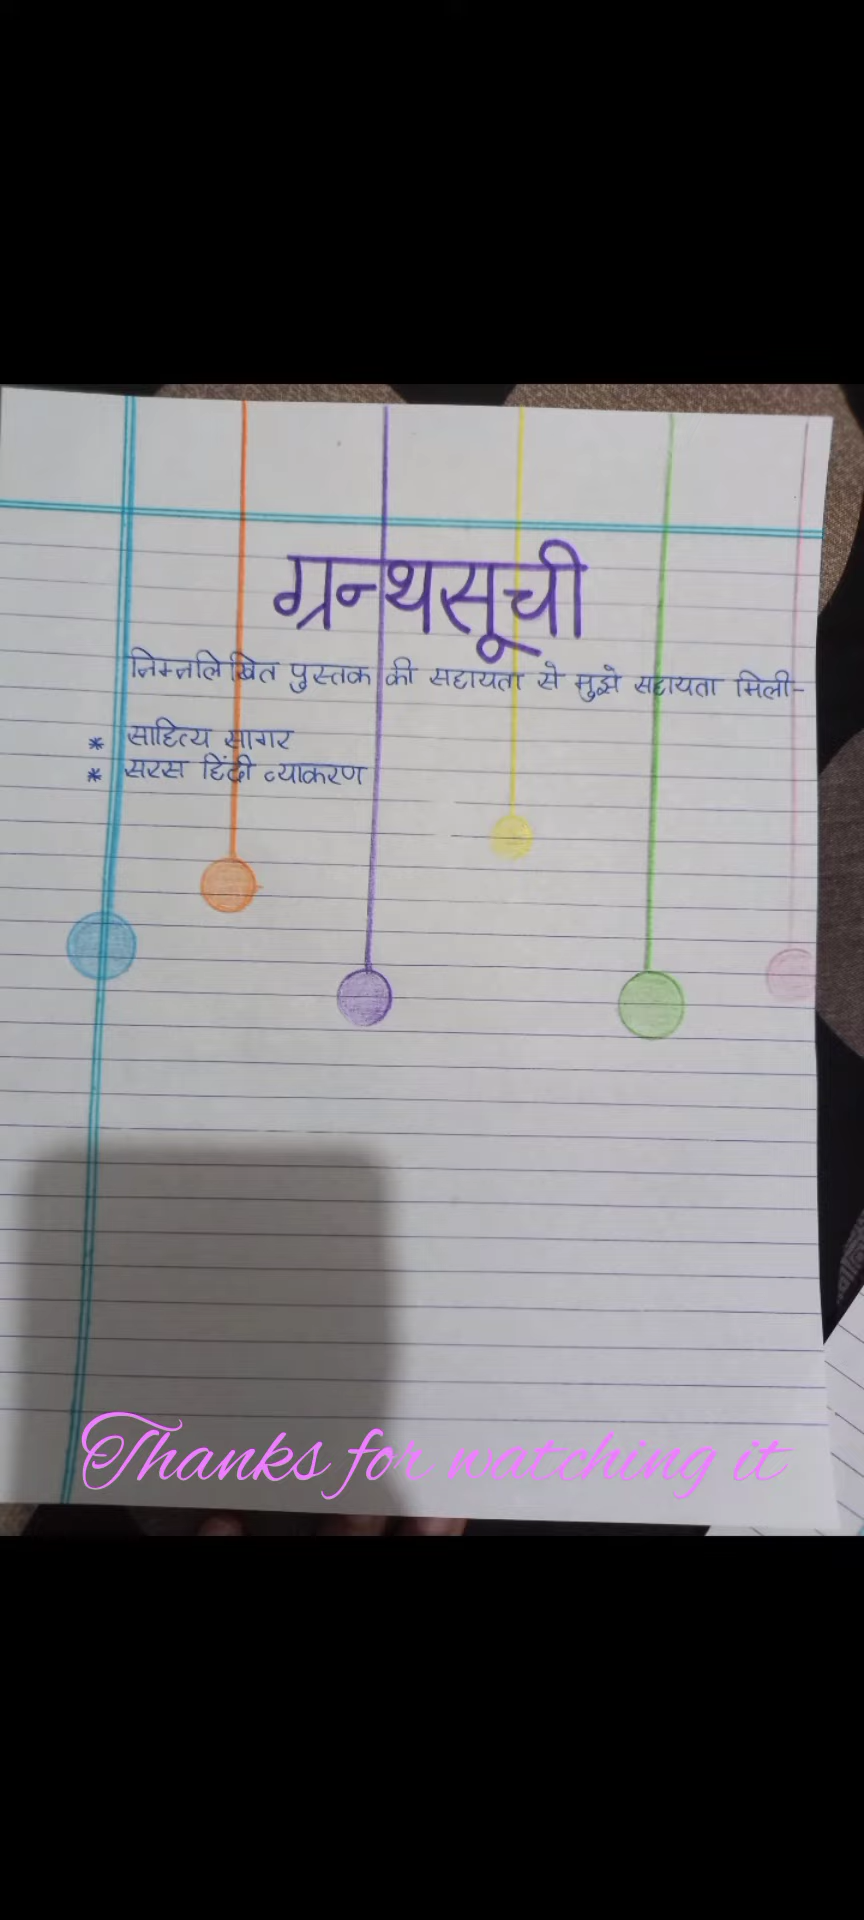 ग्रन्थसूची
निम्नलिखित पुस्तक की सहायता से मुझे सहायता मिली-
* साहित्य सागर
* सरस हिंदी व्याकरण
Thanks for watching it